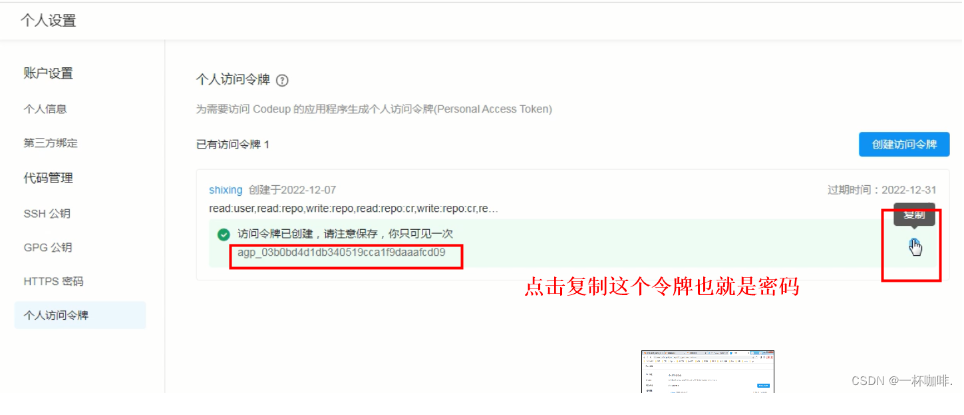 个人设置
账户设置
个人信息
第三方绑定
代码管理
SSH 公钥
GPG 公钥
HTTPS 密码
个人访问令牌
个人访问令牌 ?
为需要访问 Codeup 的应用程序生成个人访问令牌(Personal Access Token)
已有访问令牌 1
创建访问令牌
shixing 创建于2022-12-07
过期时间：2022-12-31
read:user,read:repo,write:repo,read:repo:cr,write:repo:cr,re...
复制
访问令牌已创建，请注意保存，你只可见一次
agp_03b0bd4d1db340519cca1f9daaafcd09
点击复制这个令牌也就是密码
CSDN @一杯咖啡.